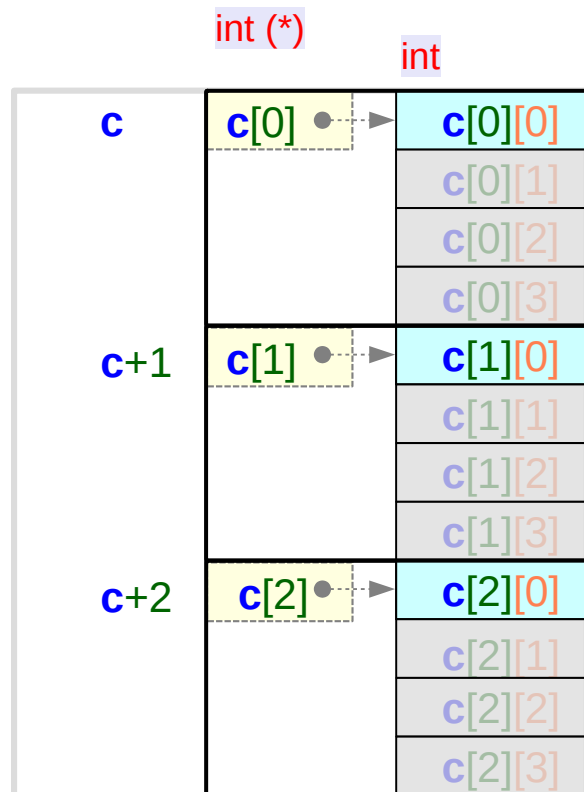 int (*)
int
c c[0] c[0][0]
c[0][1]
c[0][2]
c[0][3]
c+1 c[1] c[1][0]
c[1][1]
c[1][2]
c[1][3]
c+2 c[2] c[2][0]
c[2][1]
c[2][2]
c[2][3]